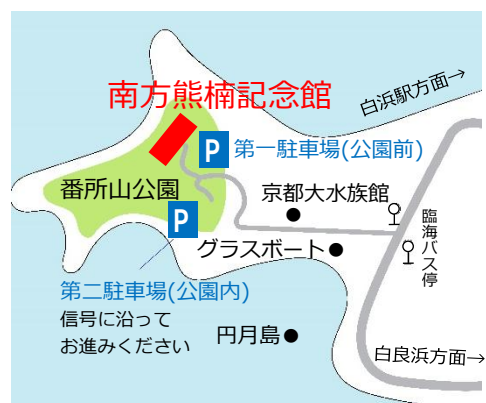 南方熊楠記念館
白浜駅方面→
P
第一駐車場(公園前)
番所山公園
京都大水族館
P
臨海バス停
グラスボート
第二駐車場(公園内)
信号に沿って
お進みください
円月島
白良浜方面→